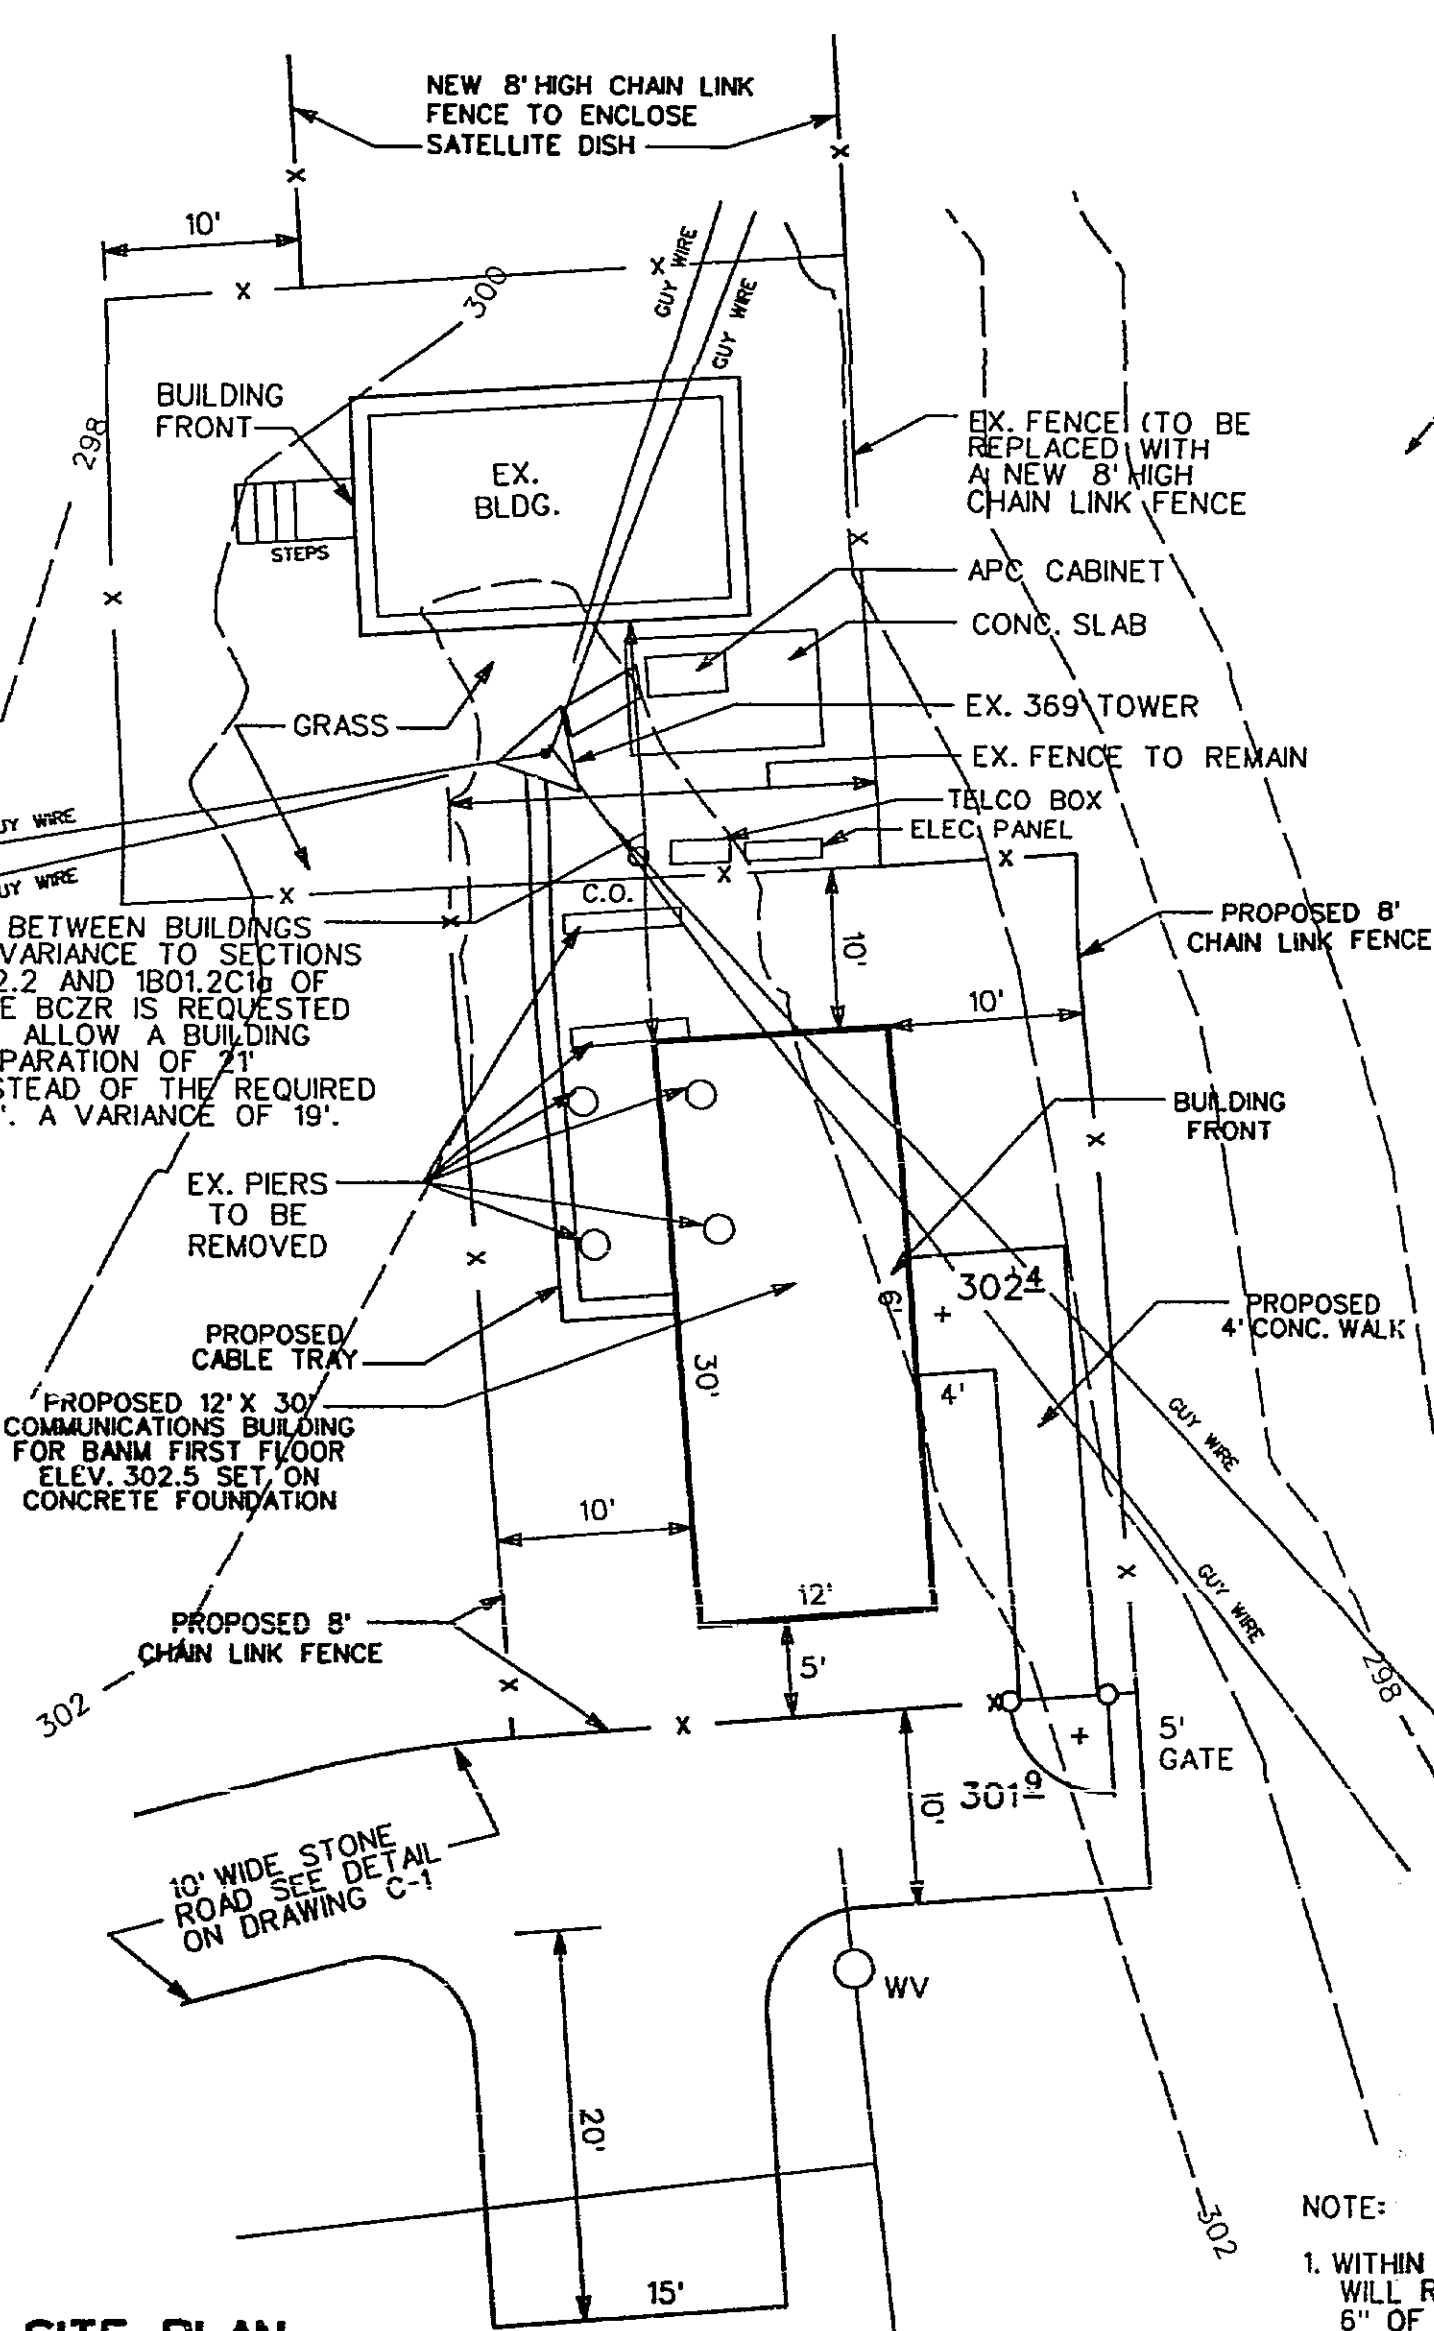 NEW 8' HIGH CHAIN LINK
FENCE TO ENCLOSE
SATELLITE DISH
10'
300
GUY WIRE
GUY WIRE
BUILDING
FRONT
298
EX.
BLDG.
STEPS
EX. FENCE (TO BE
REPLACED WITH
A NEW 8' HIGH
CHAIN LINK FENCE
APC CABINET
CONC. SLAB
GRASS
EX. 369' TOWER
EX. FENCE TO REMAIN
TELCO BOX
ELEC. PANEL
WIRE
WIRE
C.O.
BETWEEN BUILDINGS
VARIANCE TO SECTIONS
2.2 AND 1B01.2C1a OF
E BCZR IS REQUESTED
ALLOW A BUILDING
PARATION OF 21'
STEAD OF THE REQUIRED
'. A VARIANCE OF 19'.
10'
PROPOSED 8'
CHAIN LINK FENCE
10'
BUILDING
FRONT
EX. PIERS
TO BE
REMOVED
302.4
6'
PROPOSED
4' CONC. WALK
PROPOSED
CABLE TRAY
30'
4'
PROPOSED 12' X 30'
COMMUNICATIONS BUILDING
FOR BANM FIRST FLOOR
ELEV. 302.5 SET ON
CONCRETE FOUNDATION
GUY WIRE
10'
GUY WIRE
12'
PROPOSED 8'
CHAIN LINK FENCE
5'
298
302
5'
GATE
10'
301.9
10' WIDE STONE
ROAD SEE DETAIL
ON DRAWING C-1
WV
20'
302
15'
NOTE:
1. WITHIN
WILL R
6" OF
SITE PLAN